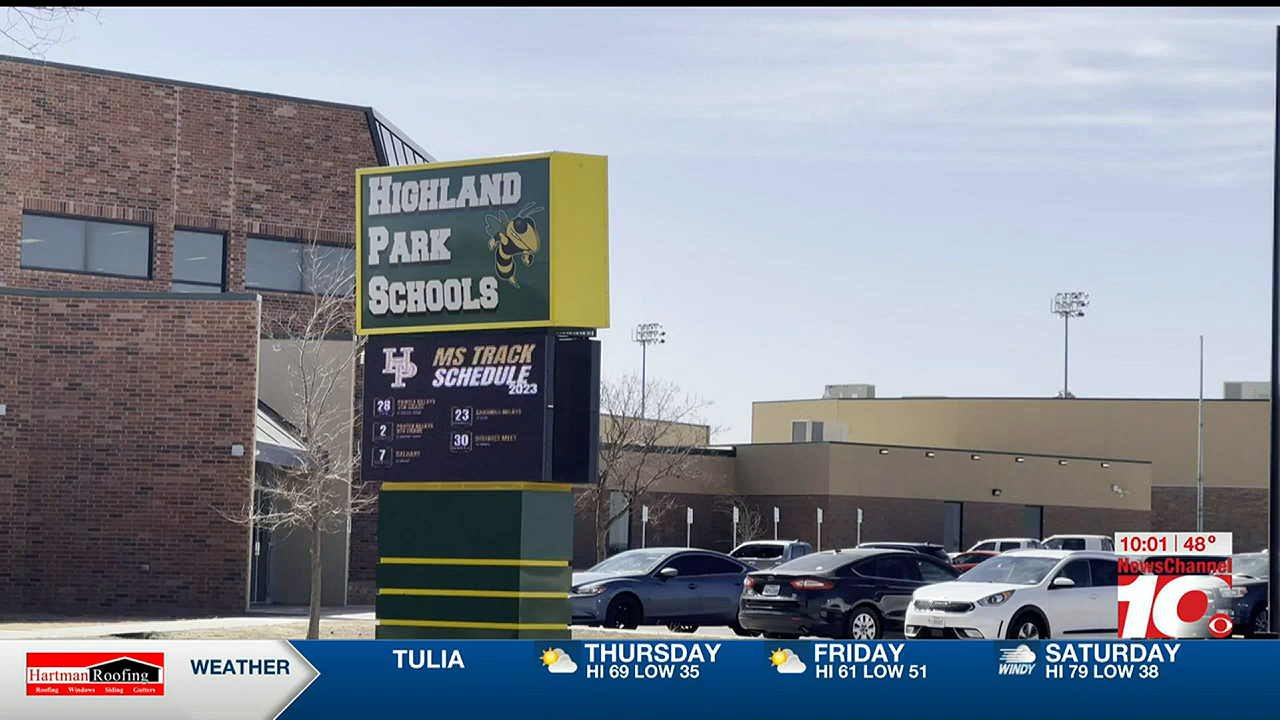 HIGHLAND
PARK
SCHOOLS
HP
MS TRACK
SCHEDULE
2023
28
23
2
30 DISTRICT MEET
7 DALHART
10:01 | 48°
NewsChannel
10
Hartman Roofing
Roofing Windows Siding Gutters
WEATHER
TULIA
THURSDAY
HI 69 LOW 35
FRIDAY
HI 61 LOW 51
WINDY
SATURDAY
HI 79 LOW 38